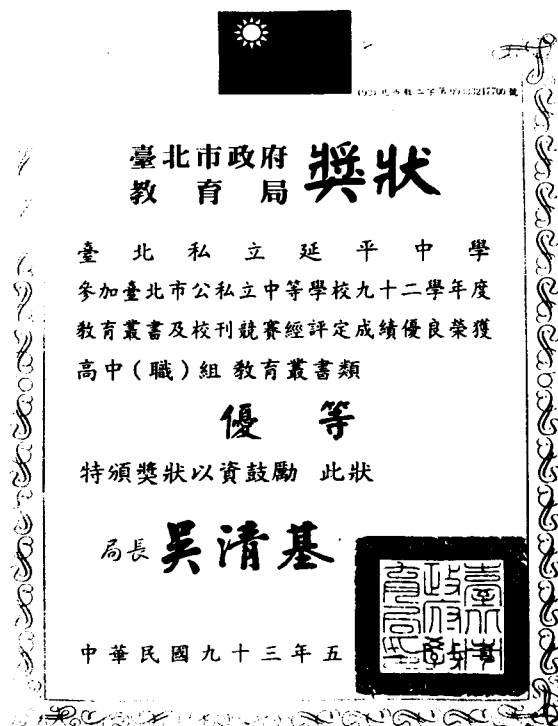 臺北市政府
教育局 獎狀
臺北私立延平中學
參加臺北市公私立中等學校九十二學年度
教育叢書及校刊競賽經評定成績優良榮獲
高中(職)組 教育叢書類
優等
特頒獎狀以資鼓勵 此狀
局長 吳清基
中華民國九十三年五